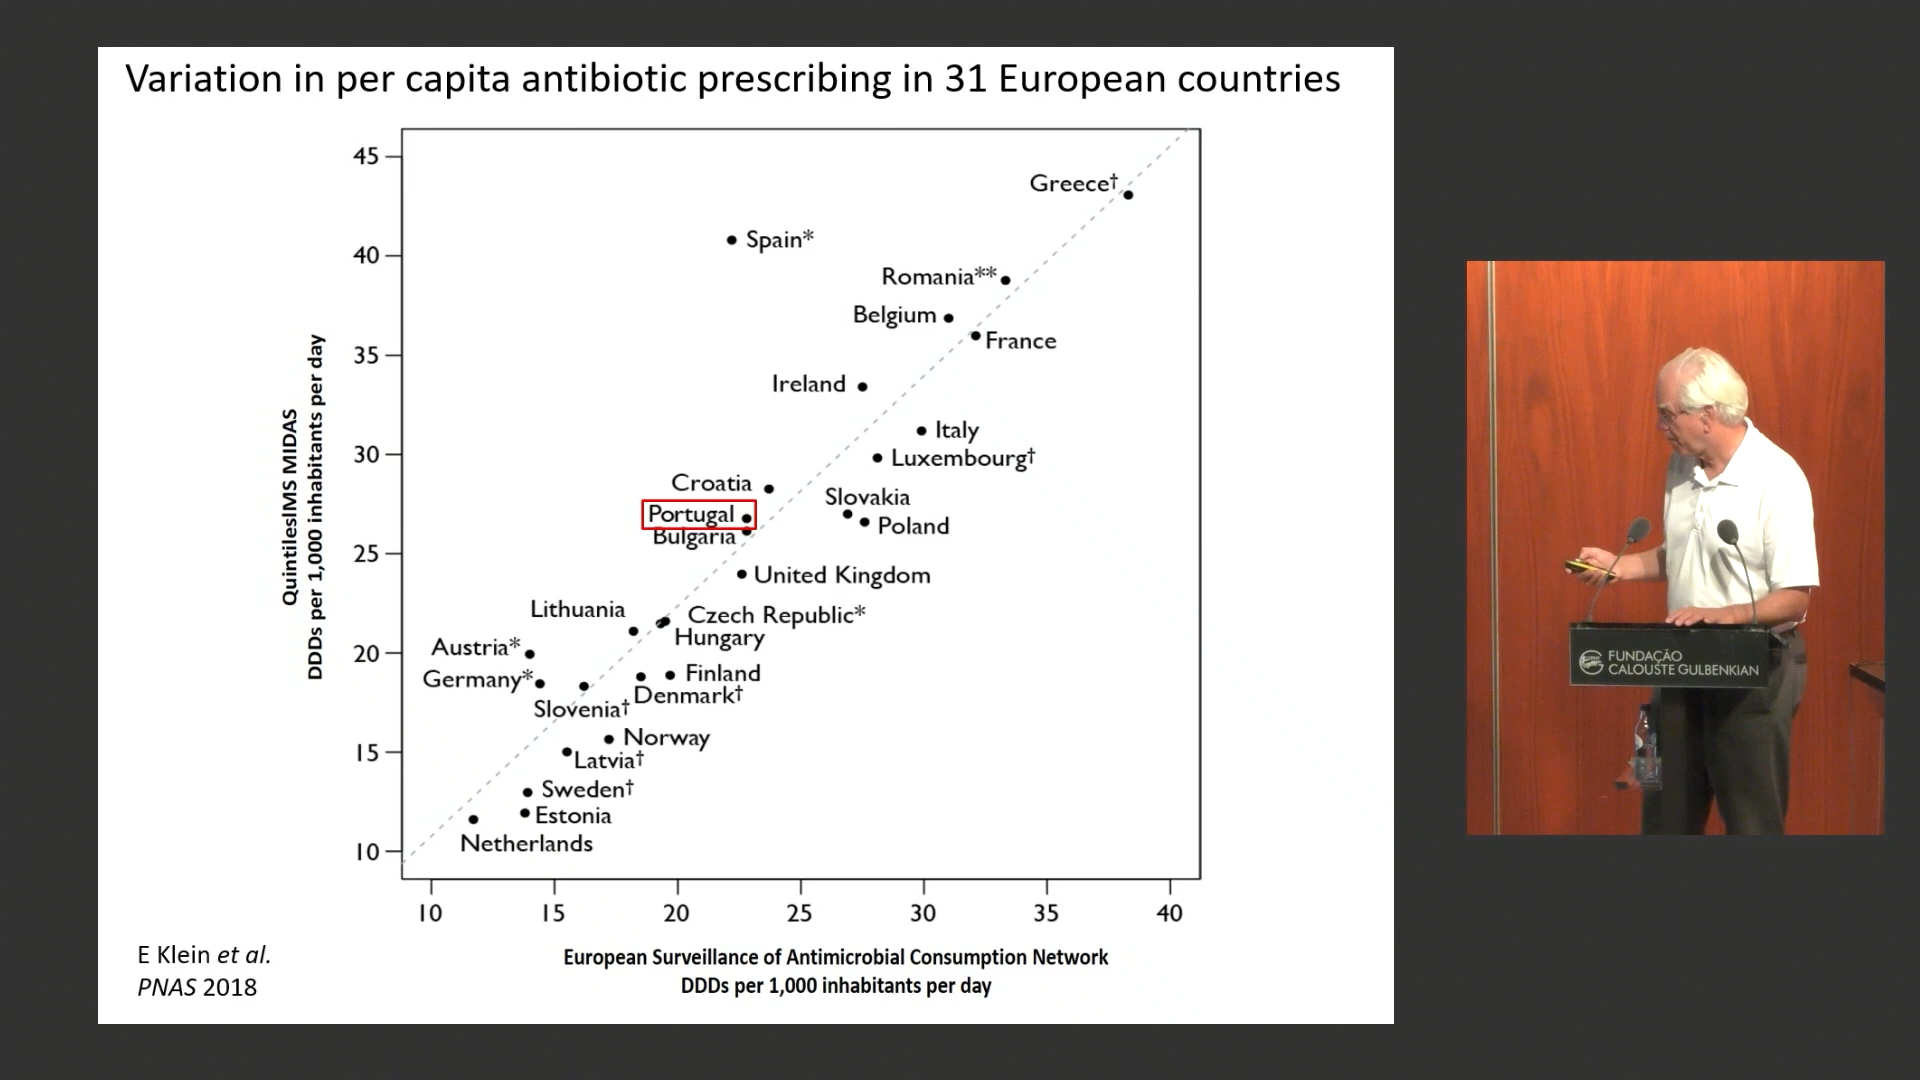 Variation in per capita antibiotic prescribing in 31 European countries
QuintilesIMS MIDAS
DDDs per 1,000 inhabitants per day
45
40
35
30
25
20
15
10
Greece†
Spain*
Romania**
Belgium
France
Ireland
Italy
Luxembourg†
Croatia
Slovakia
Portugal
Poland
Bulgaria
United Kingdom
Lithuania
Czech Republic*
Hungary
Austria*
Germany*
Finland
Denmark†
Slovenia†
Norway
Latvia†
Sweden†
Estonia
Netherlands
10 15 20 25 30 35 40
European Surveillance of Antimicrobial Consumption Network
DDDs per 1,000 inhabitants per day
E Klein et al.
PNAS 2018
FUNDAÇÃO
CALOUSTE GULBENKIAN